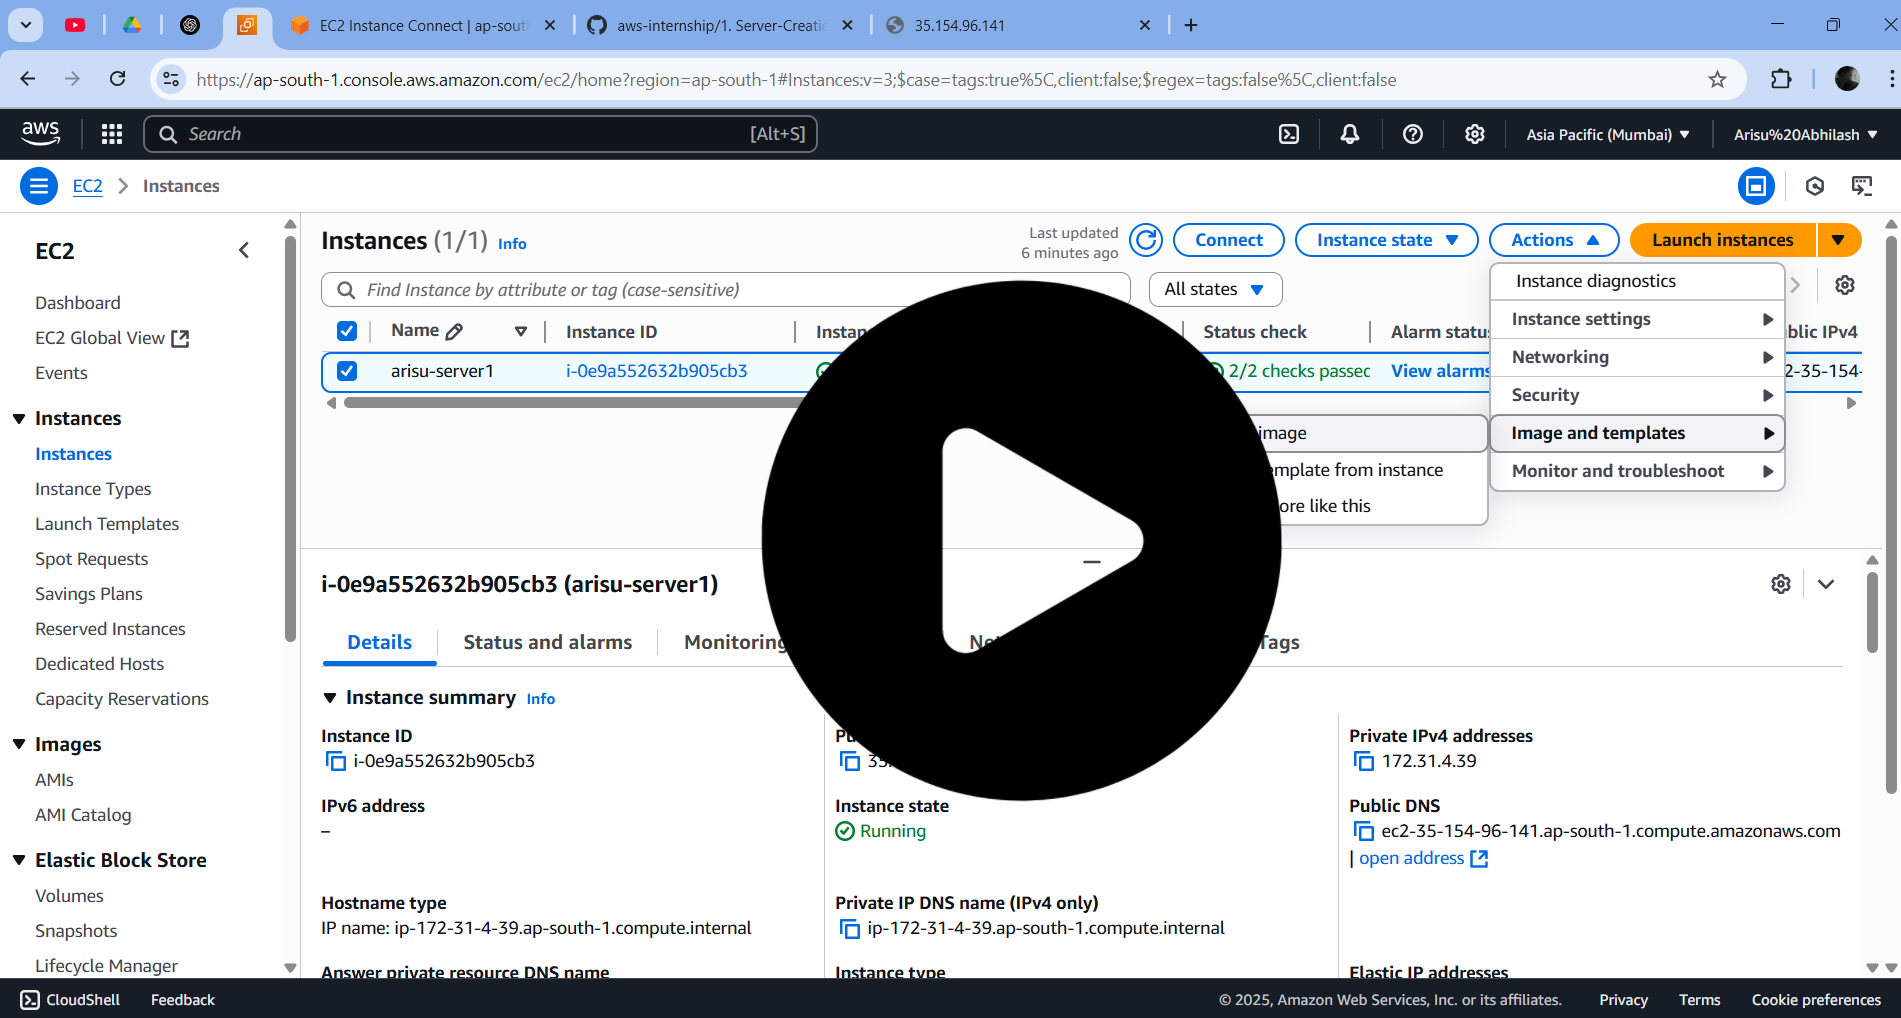 EC2 Instance Connect | ap-sout
aws-internship/1. Server-Creati
35.154.96.141
https://ap-south-1.console.aws.amazon.com/ec2/home?region=ap-south-1#Instances:v=3;$case=tags:true%5C,client:false;$regex=tags:false%5C,client:false
aws
Search
[Alt+S]
Asia Pacific (Mumbai)
Arisu%20Abhilash
EC2
Instances
EC2
Dashboard
EC2 Global View
Events
Instances
Instances
Instance Types
Launch Templates
Spot Requests
Savings Plans
Reserved Instances
Dedicated Hosts
Capacity Reservations
Images
AMIs
AMI Catalog
Elastic Block Store
Volumes
Snapshots
Lifecycle Manager
Instances (1/1) Info
Last updated
6 minutes ago
Connect
Instance state
Actions
Launch instances
Find Instance by attribute or tag (case-sensitive)
All states
Name
Instance ID
Instan
Status check
Alarm statu
blic IPv4
arisu-server1
i-0e9a552632b905cb3
2/2 checks passec
View alarms
2-35-154-
Instance diagnostics
Instance settings
Networking
Security
Image and templates
Monitor and troubleshoot
image
emplate from instance
ore like this
i-0e9a552632b905cb3 (arisu-server1)
Details
Status and alarms
Monitoring
Ne
Tags
Instance summary Info
Instance ID
i-0e9a552632b905cb3
IPv6 address
–
Hostname type
IP name: ip-172-31-4-39.ap-south-1.compute.internal
Answer private resource DNS name
Pu
35.
Instance state
Running
Private IP DNS name (IPv4 only)
ip-172-31-4-39.ap-south-1.compute.internal
Instance type
Private IPv4 addresses
172.31.4.39
Public DNS
ec2-35-154-96-141.ap-south-1.compute.amazonaws.com
| open address
Elastic IP addresses
CloudShell
Feedback
© 2025, Amazon Web Services, Inc. or its affiliates.
Privacy
Terms
Cookie preferences